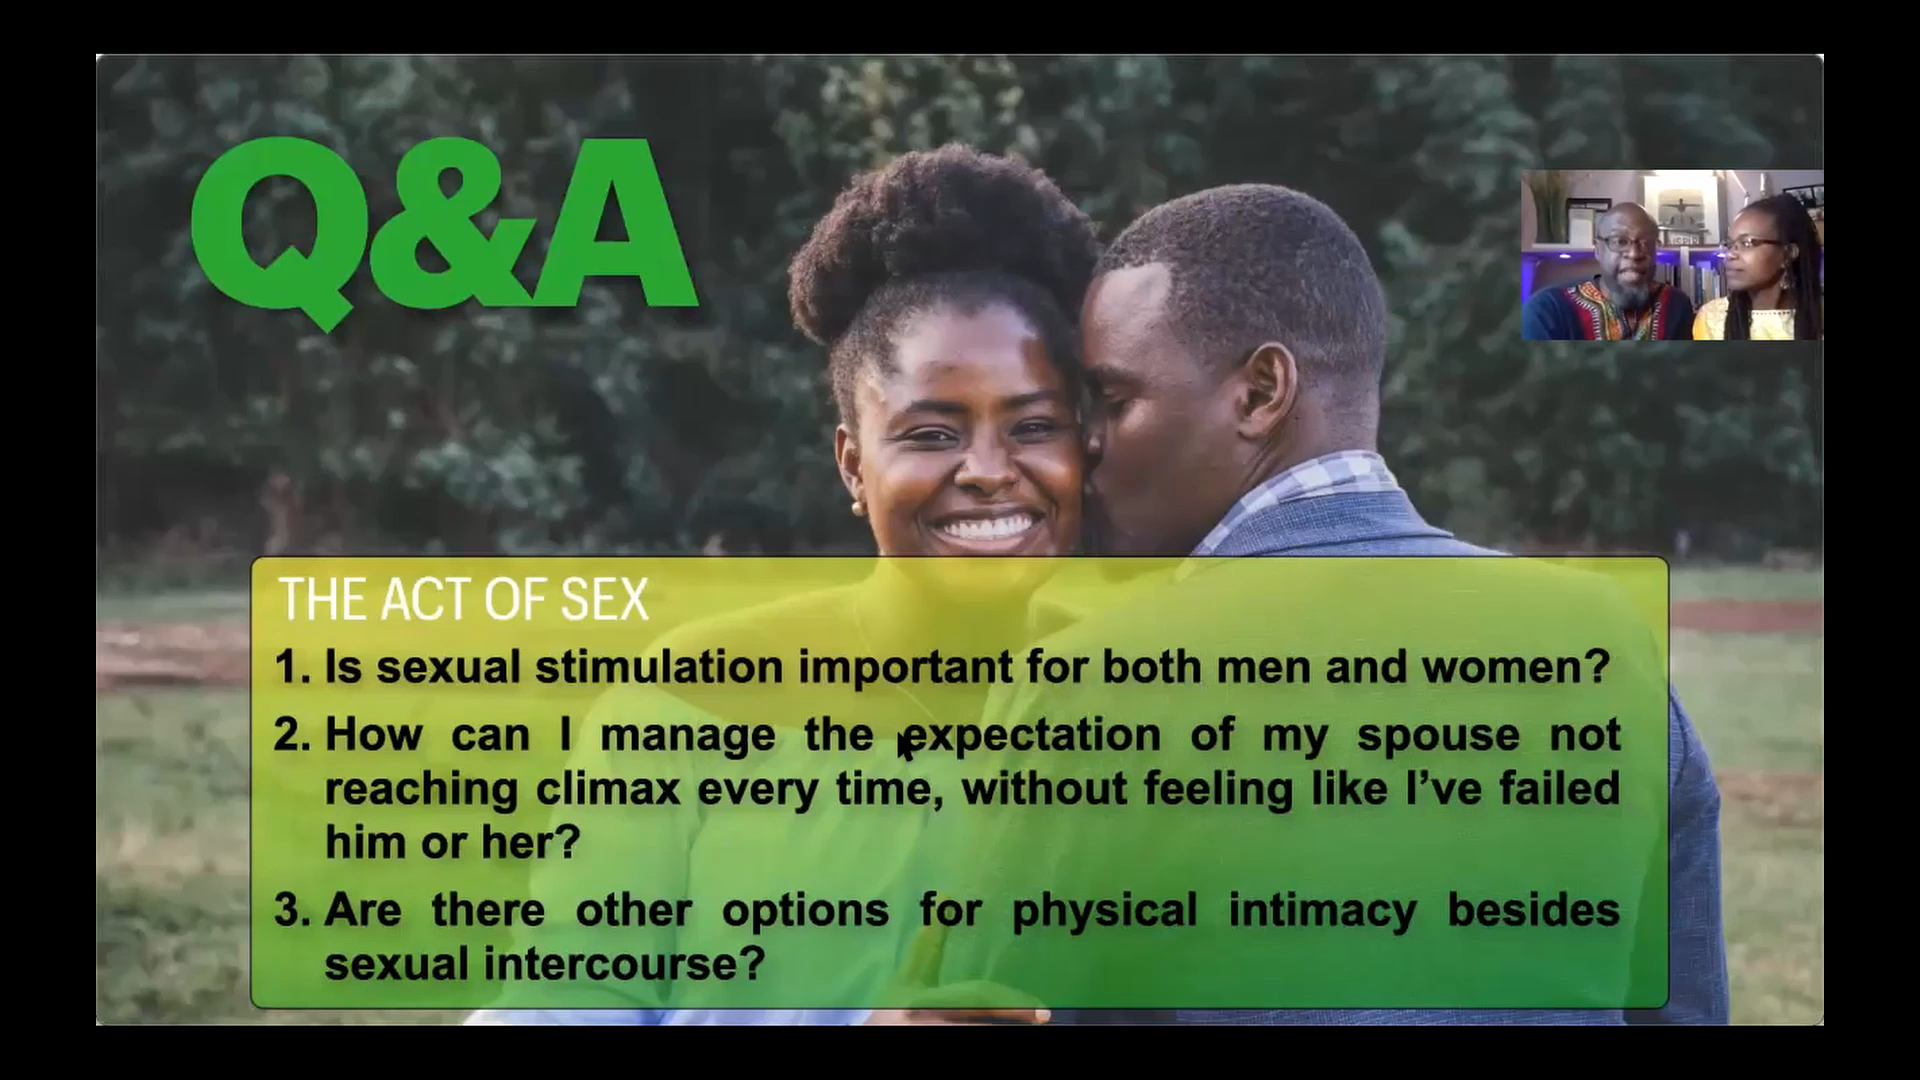 Q&A
THE ACT OF SEX
1. Is sexual stimulation important for both men and women?
2. How can I manage the expectation of my spouse not
reaching climax every time, without feeling like I’ve failed
him or her?
3. Are there other options for physical intimacy besides
sexual intercourse?